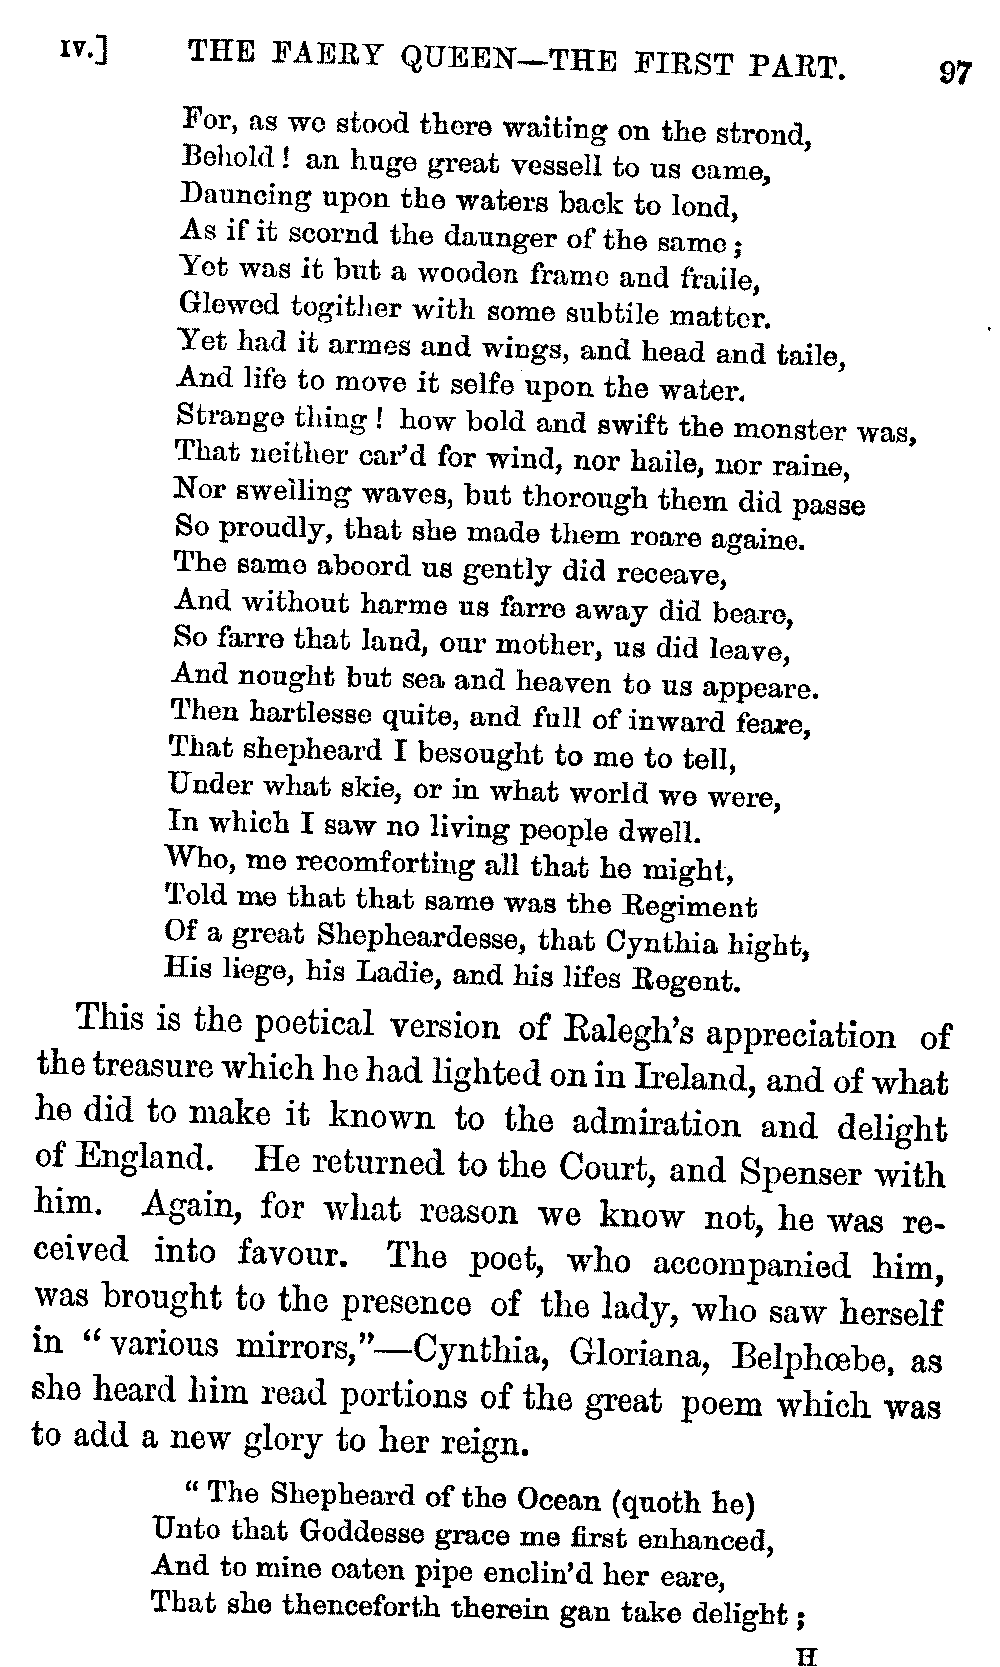 IV.] THE FAERY QUEEN—THE FIRST PART. 97
For, as we stood there waiting on the strond,
Behold! an huge great vessell to us came,
Dauncing upon the waters back to lond,
As if it scornd the daunger of the same;
Yet was it but a wooden frame and fraile,
Glewed togither with some subtile matter.
Yet had it armes and wings, and head and taile,
And life to move it selfe upon the water.
Strange thing! how bold and swift the monster was,
That neither car'd for wind, nor haile, nor raine,
Nor swelling waves, but thorough them did passe
So proudly, that she made them roare againe.
The same aboord us gently did receave,
And without harme us farre away did beare,
So farre that land, our mother, us did leave,
And nought but sea and heaven to us appeare.
Then hartlesse quite, and full of inward feare,
That shepheard I besought to me to tell,
Under what skie, or in what world we were,
In which I saw no living people dwell.
Who, me recomforting all that he might,
Told me that that same was the Regiment
Of a great Shepheardesse, that Cynthia hight,
His liege, his Ladie, and his lifes Regent.
This is the poetical version of Ralegh's appreciation of
the treasure which he had lighted on in Ireland, and of what
he did to make it known to the admiration and delight
of England. He returned to the Court, and Spenser with
him. Again, for what reason we know not, he was re-
ceived into favour. The poet, who accompanied him,
was brought to the presence of the lady, who saw herself
in "various mirrors,"—Cynthia, Gloriana, Belphœbe, as
she heard him read portions of the great poem which was
to add a new glory to her reign.
"The Shepheard of the Ocean (quoth he)
Unto that Goddesse grace me first enhanced,
And to mine oaten pipe enclin'd her eare,
That she thenceforth therein gan take delight;
H